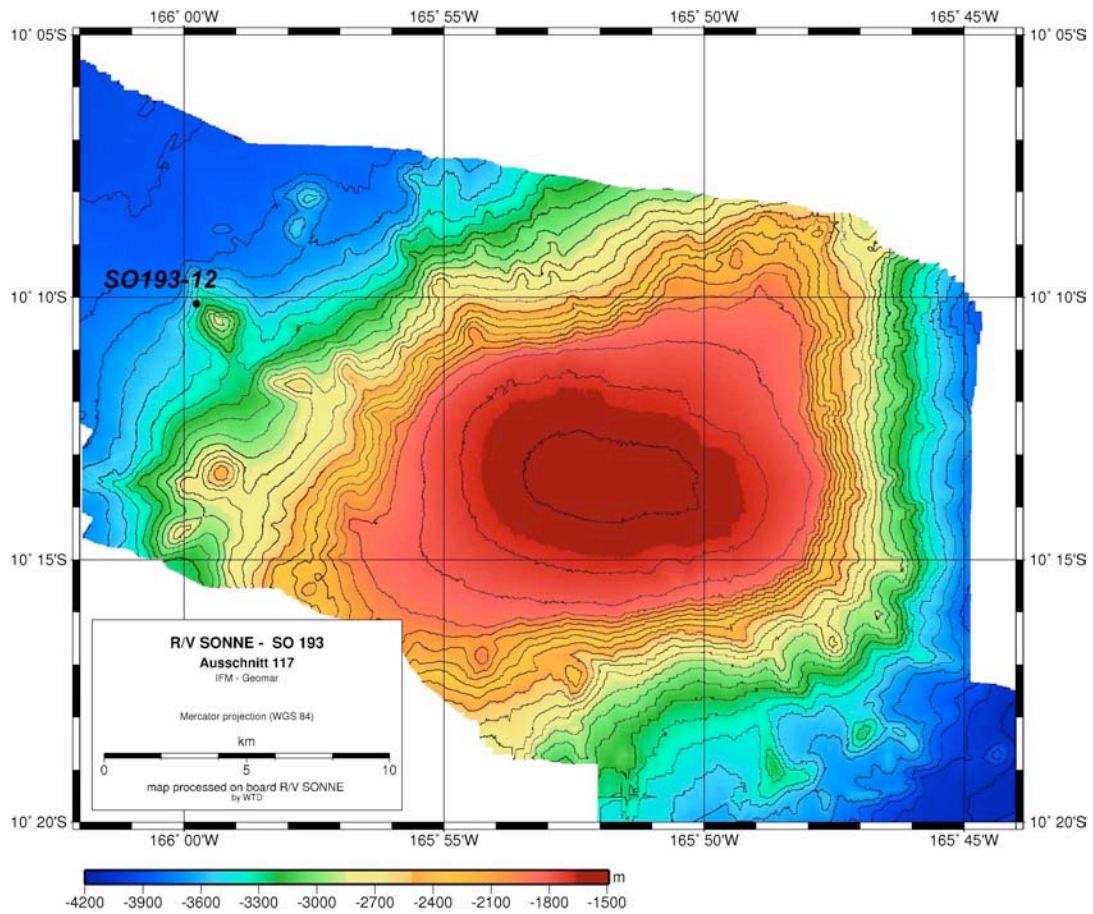 166° 00'W 165° 55'W 165° 50'W 165° 45'W
10° 05'S 10° 05'S
SO193-12
10° 10'S 10° 10'S
10° 15'S 10° 15'S
R/V SONNE - SO 193
Ausschnitt 117
IFM - Geomar
Mercator projection (WGS 84)
km
0 5 10
map processed on board R/V SONNE
by WTD
10° 20'S 10° 20'S
166° 00'W 165° 55'W 165° 50'W 165° 45'W
m
-4200 -3900 -3600 -3300 -3000 -2700 -2400 -2100 -1800 -1500